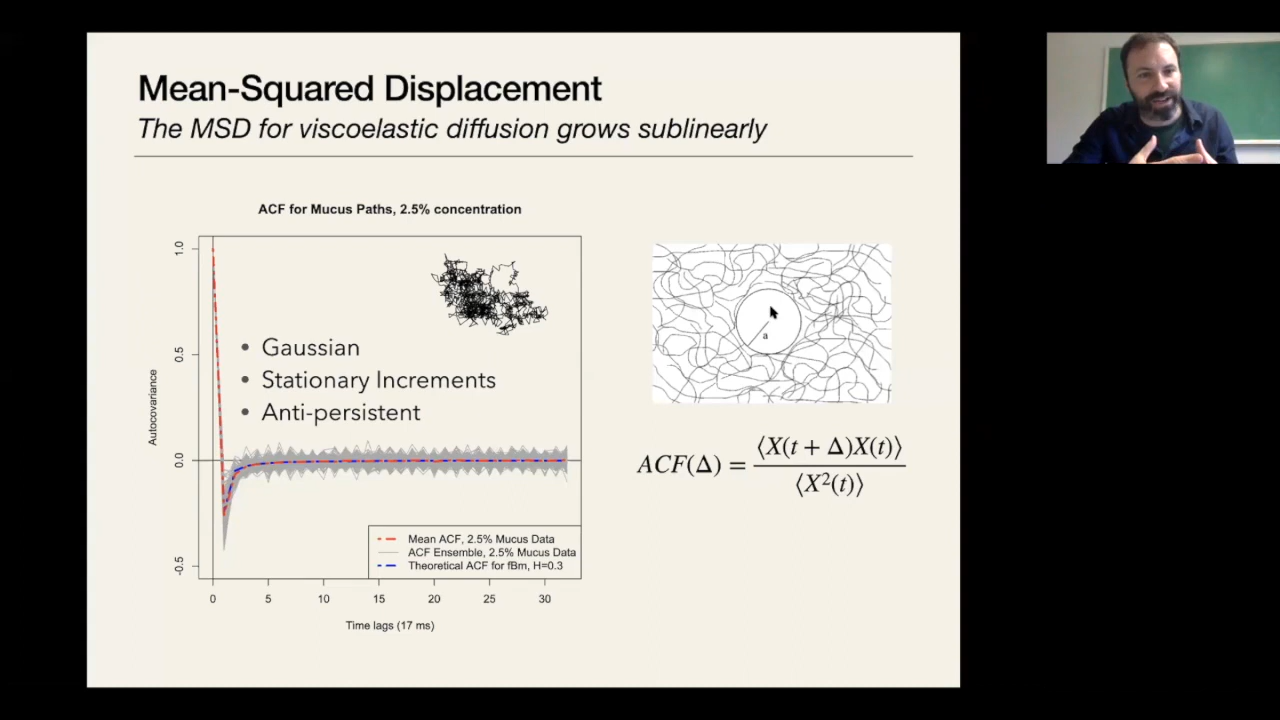 Mean-Squared Displacement
The MSD for viscoelastic diffusion grows sublinearly
ACF for Mucus Paths, 2.5% concentration
1.0
0.5
0.0
-0.5
Autocovariance
• Gaussian
• Stationary Increments
• Anti-persistent
Mean ACF, 2.5% Mucus Data
ACF Ensemble, 2.5% Mucus Data
Theoretical ACF for fBm, H=0.3
0 5 10 15 20 25 30
Time lags (17 ms)
a
ACF(Δ) = ⟨X(t + Δ)X(t)⟩ / ⟨X²(t)⟩